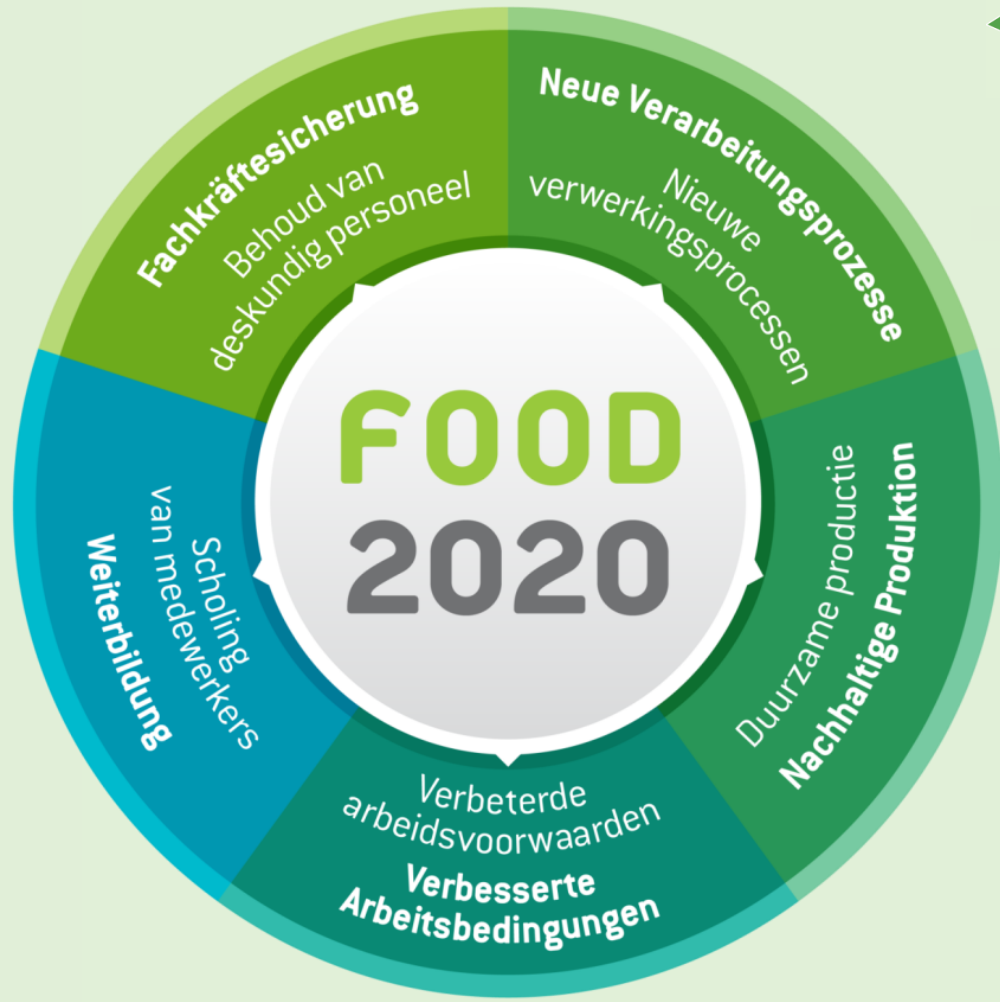 Fachkräftesicherung
Behoud van
deskundig personeel
Neue Verarbeitungsprozesse
Nieuwe
verwerkingsprocessen
Duurzame productie
Nachhaltige Produktion
Verbeterde
arbeidsvoorwaarden
Verbesserte
Arbeitsbedingungen
Scholing
van medewerkers
Weiterbildung
FOOD
2020